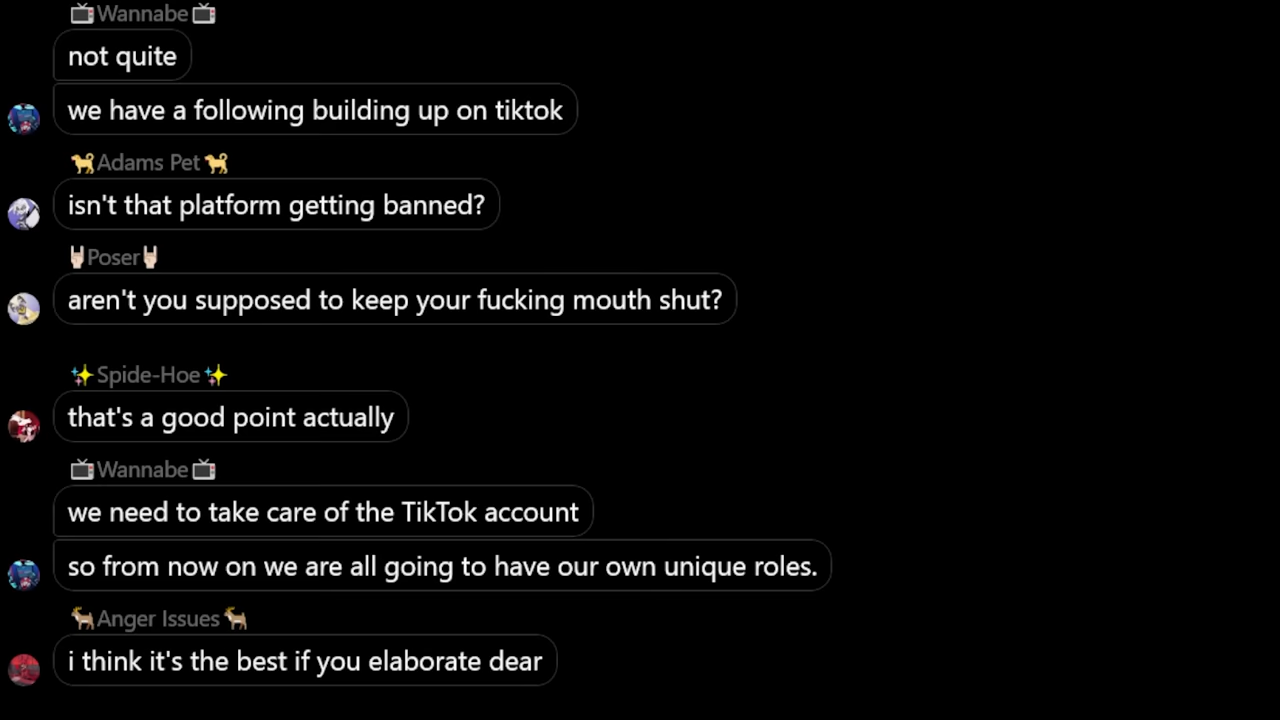 📺Wannabe📺
not quite
we have a following building up on tiktok
🐕Adams Pet🐕
isn't that platform getting banned?
🤘🏻Poser🤘🏻
aren't you supposed to keep your fucking mouth shut?
✨Spide-Hoe✨
that's a good point actually
📺Wannabe📺
we need to take care of the TikTok account
so from now on we are all going to have our own unique roles.
🦌Anger Issues🦌
i think it's the best if you elaborate dear